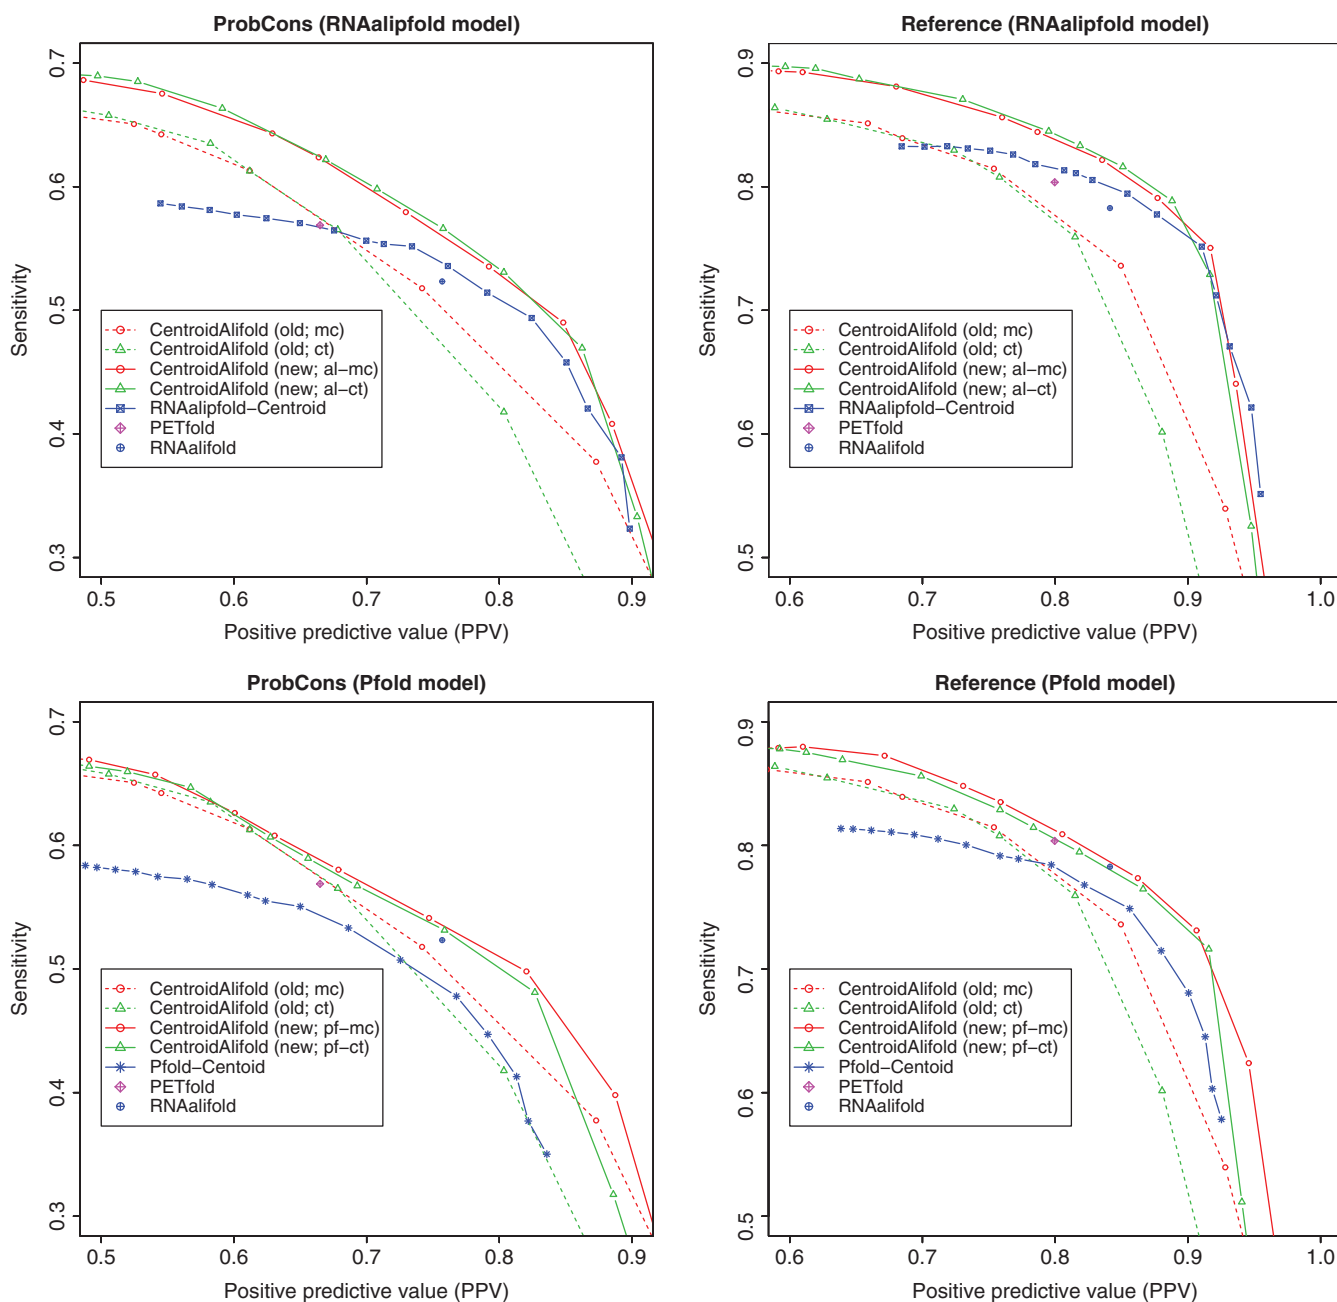 ProbCons (RNAalipfold model)
Sensitivity
0.7
0.6
0.5
0.4
0.3
CentroidAlifold (old; mc)
CentroidAlifold (old; ct)
CentroidAlifold (new; al-mc)
CentroidAlifold (new; al-ct)
RNAalipfold-Centroid
PETfold
RNAalifold
0.5 0.6 0.7 0.8 0.9
Positive predictive value (PPV)
Reference (RNAalipfold model)
Sensitivity
0.9
0.8
0.7
0.6
0.5
CentroidAlifold (old; mc)
CentroidAlifold (old; ct)
CentroidAlifold (new; al-mc)
CentroidAlifold (new; al-ct)
RNAalipfold-Centroid
PETfold
RNAalifold
0.6 0.7 0.8 0.9 1.0
Positive predictive value (PPV)
ProbCons (Pfold model)
Sensitivity
0.7
0.6
0.5
0.4
0.3
CentroidAlifold (old; mc)
CentroidAlifold (old; ct)
CentroidAlifold (new; pf-mc)
CentroidAlifold (new; pf-ct)
Pfold-Centoid
PETfold
RNAalifold
0.5 0.6 0.7 0.8 0.9
Positive predictive value (PPV)
Reference (Pfold model)
Sensitivity
0.9
0.8
0.7
0.6
0.5
CentroidAlifold (old; mc)
CentroidAlifold (old; ct)
CentroidAlifold (new; pf-mc)
CentroidAlifold (new; pf-ct)
Pfold-Centoid
PETfold
RNAalifold
0.6 0.7 0.8 0.9 1.0
Positive predictive value (PPV)